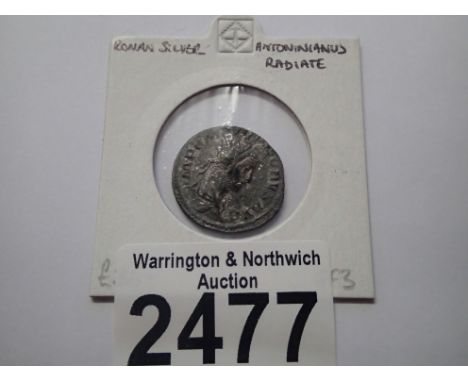 ROMAN SILVER ANTONINIANUS
RADIATE
Warrington & Northwich
Auction
2477